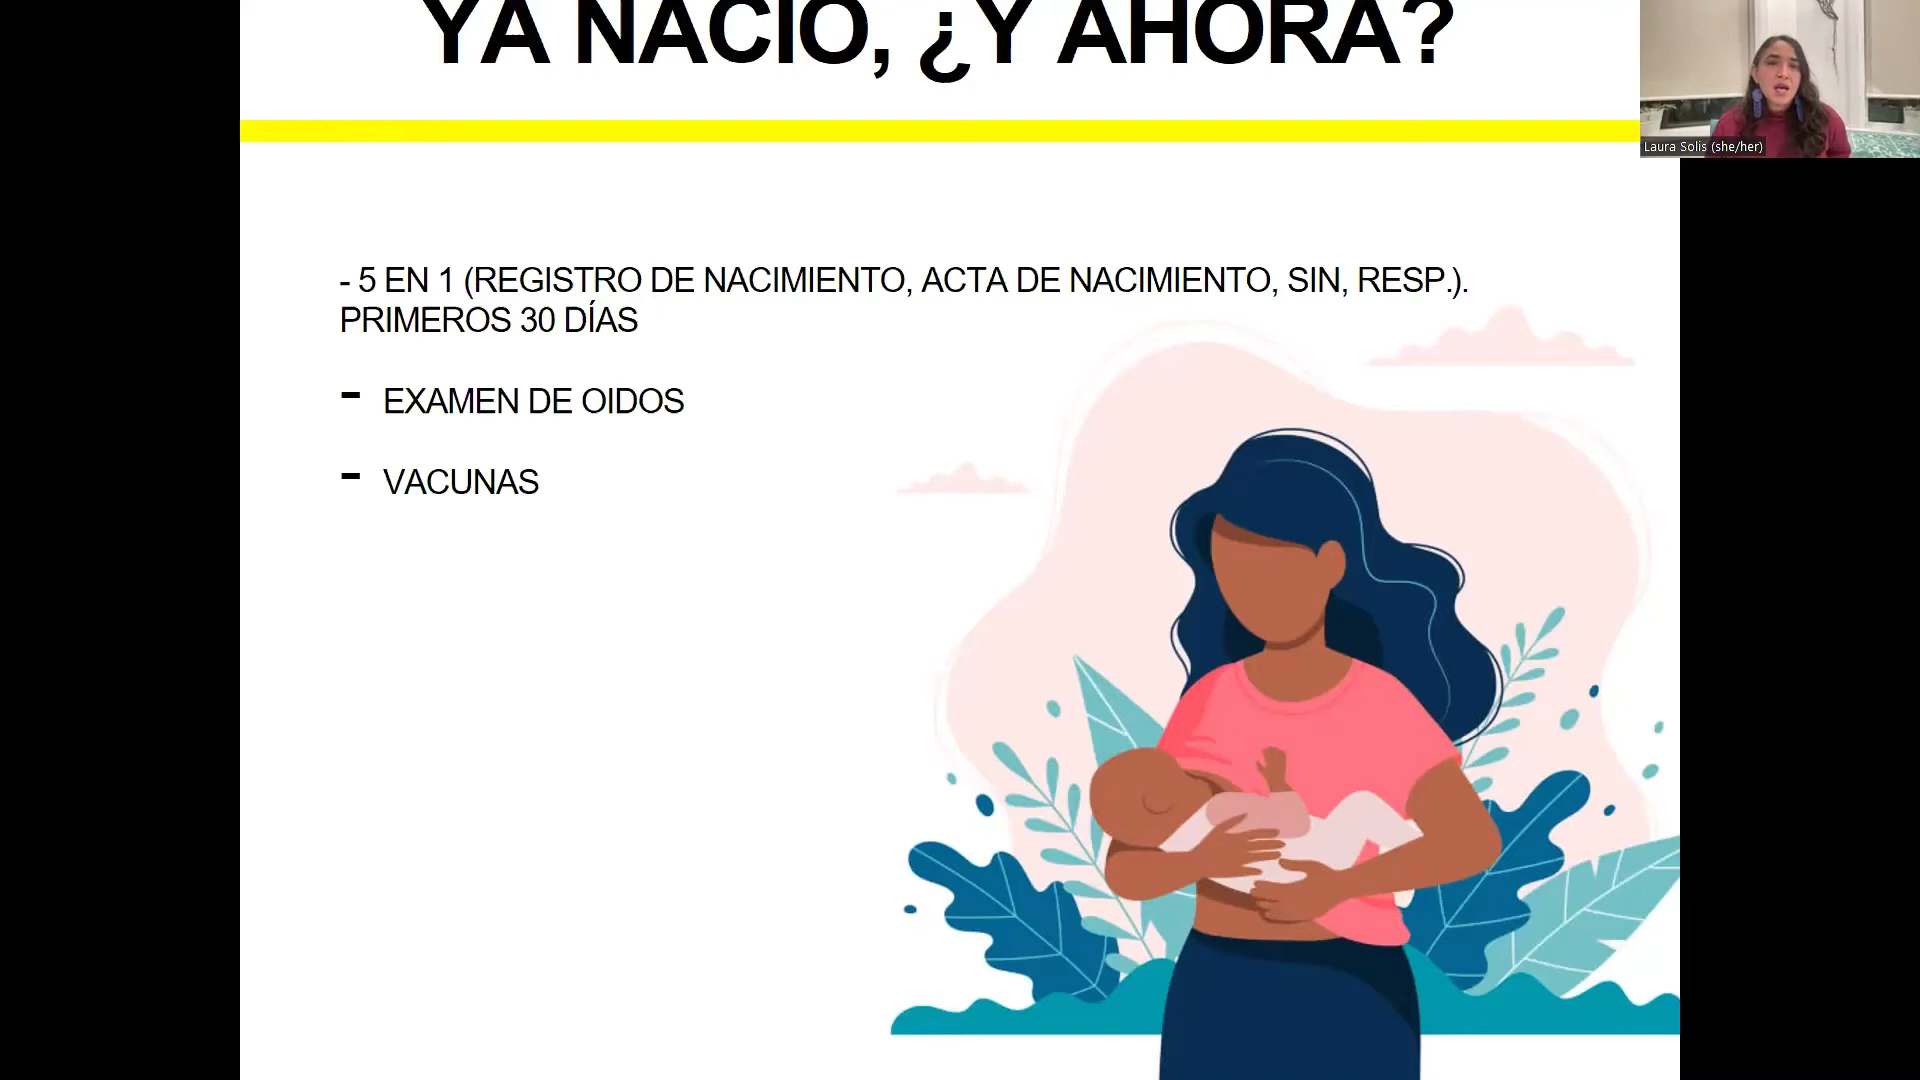 YA NACIO, ¿Y AHORA?
Laura Solis (she/her)
- 5 EN 1 (REGISTRO DE NACIMIENTO, ACTA DE NACIMIENTO, SIN, RESP.).
PRIMEROS 30 DÍAS
- EXAMEN DE OIDOS
- VACUNAS